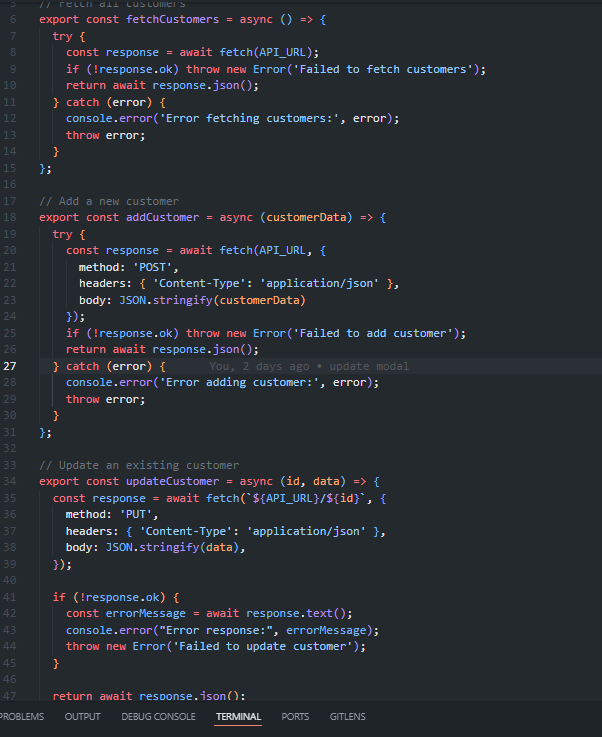 5 // Fetch all customers
6 export const fetchCustomers = async () => {
7 try {
8 const response = await fetch(API_URL);
9 if (!response.ok) throw new Error('Failed to fetch customers');
10 return await response.json();
11 } catch (error) {
12 console.error('Error fetching customers:', error);
13 throw error;
14 }
15 };
16
17 // Add a new customer
18 export const addCustomer = async (customerData) => {
19 try {
20 const response = await fetch(API_URL, {
21 method: 'POST',
22 headers: { 'Content-Type': 'application/json' },
23 body: JSON.stringify(customerData)
24 });
25 if (!response.ok) throw new Error('Failed to add customer');
26 return await response.json();
27 } catch (error) { You, 2 days ago • update modal
28 console.error('Error adding customer:', error);
29 throw error;
30 }
31 };
32
33 // Update an existing customer
34 export const updateCustomer = async (id, data) => {
35 const response = await fetch(`${API_URL}/${id}`, {
36 method: 'PUT',
37 headers: { 'Content-Type': 'application/json' },
38 body: JSON.stringify(data),
39 });
40
41 if (!response.ok) {
42 const errorMessage = await response.text();
43 console.error("Error response:", errorMessage);
44 throw new Error('Failed to update customer');
45 }
46
47 return await response.json();
PROBLEMS OUTPUT DEBUG CONSOLE TERMINAL PORTS GITLENS